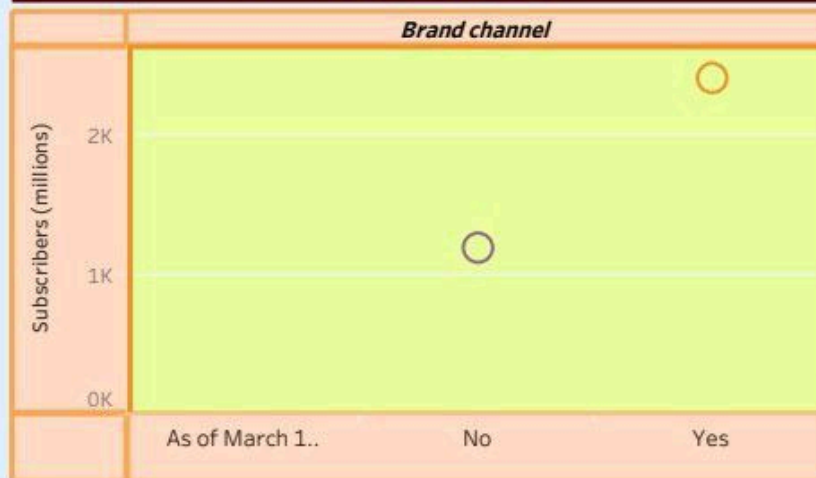 Brand channel
Subscribers (millions)
2K
1K
0K
As of March 1..
No
Yes